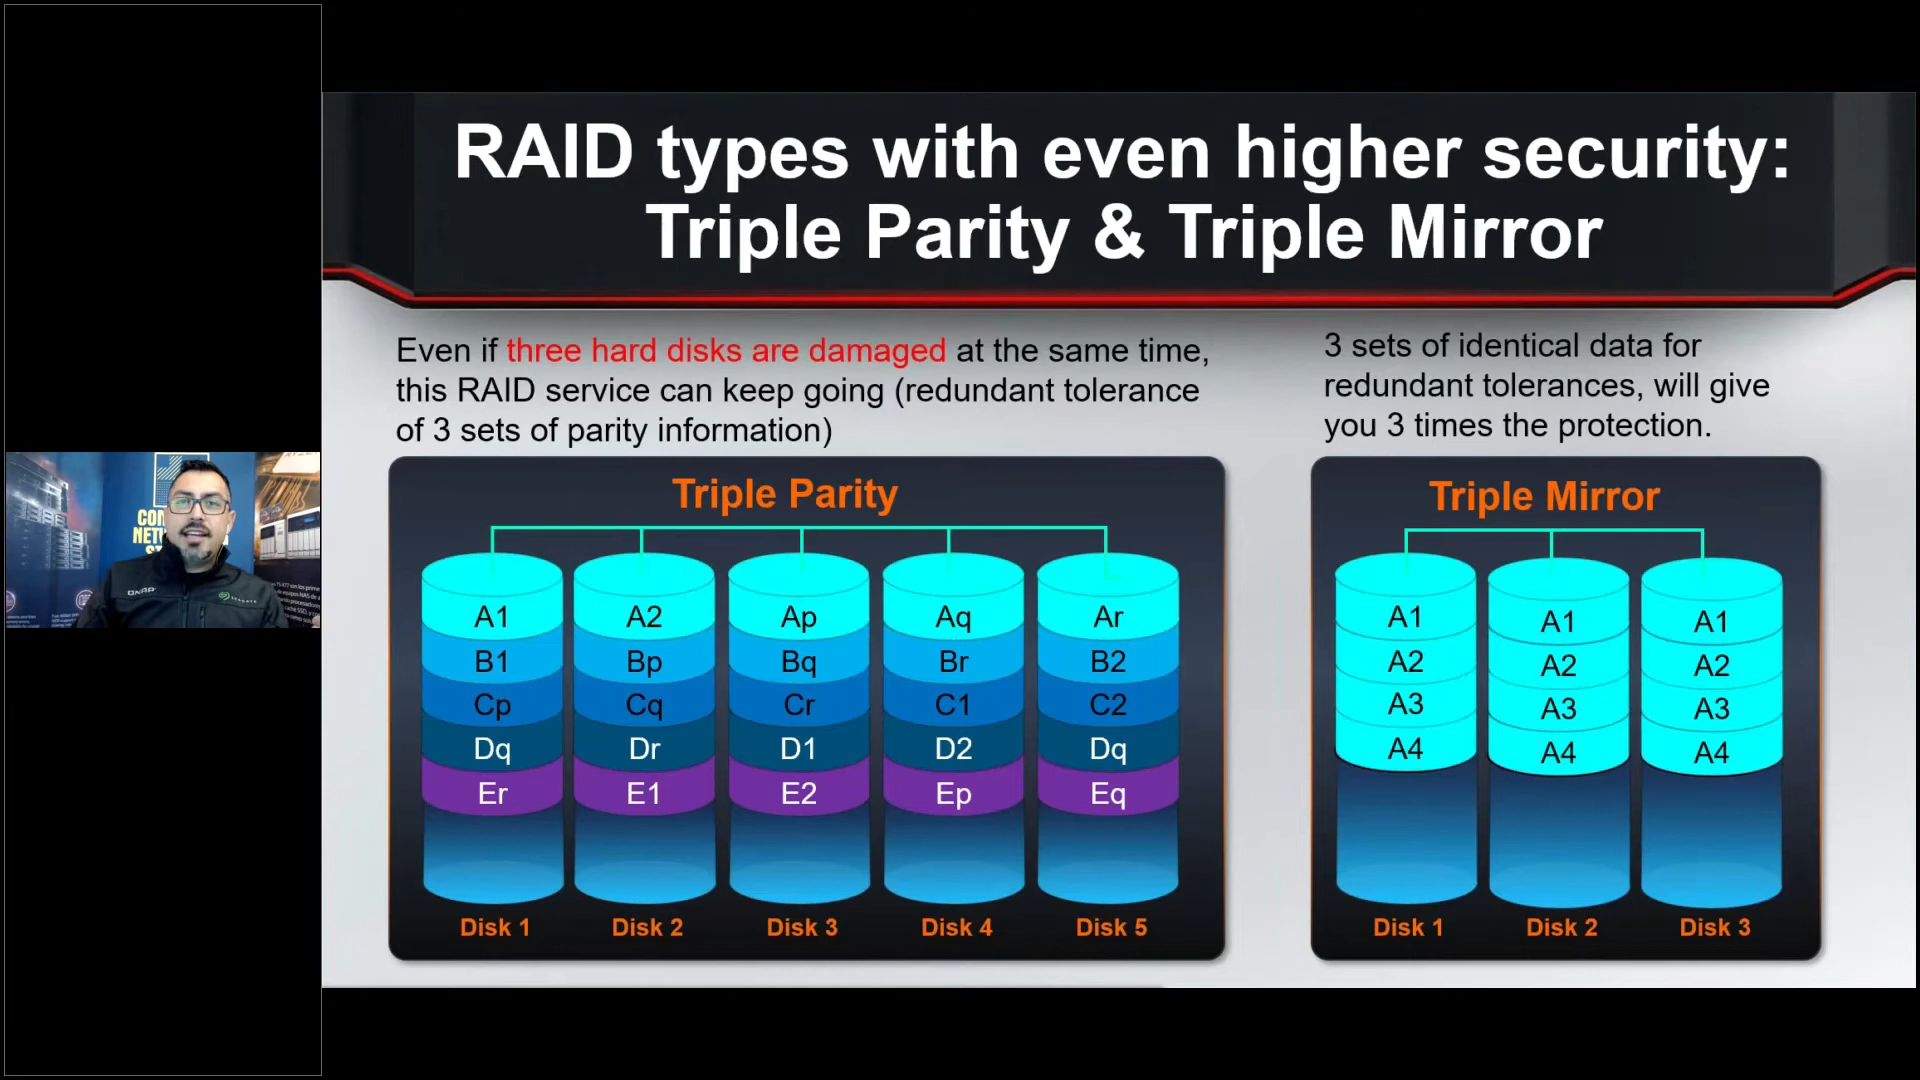 RAID types with even higher security:
Triple Parity & Triple Mirror
Even if three hard disks are damaged at the same time,
this RAID service can keep going (redundant tolerance
of 3 sets of parity information)
3 sets of identical data for
redundant tolerances, will give
you 3 times the protection.
Triple Parity
A1 A2 Ap Aq Ar
B1 Bp Bq Br B2
Cp Cq Cr C1 C2
Dq Dr D1 D2 Dq
Er E1 E2 Ep Eq
Disk 1 Disk 2 Disk 3 Disk 4 Disk 5
Triple Mirror
A1 A1 A1
A2 A2 A2
A3 A3 A3
A4 A4 A4
Disk 1 Disk 2 Disk 3
QNAP
SEAGATE